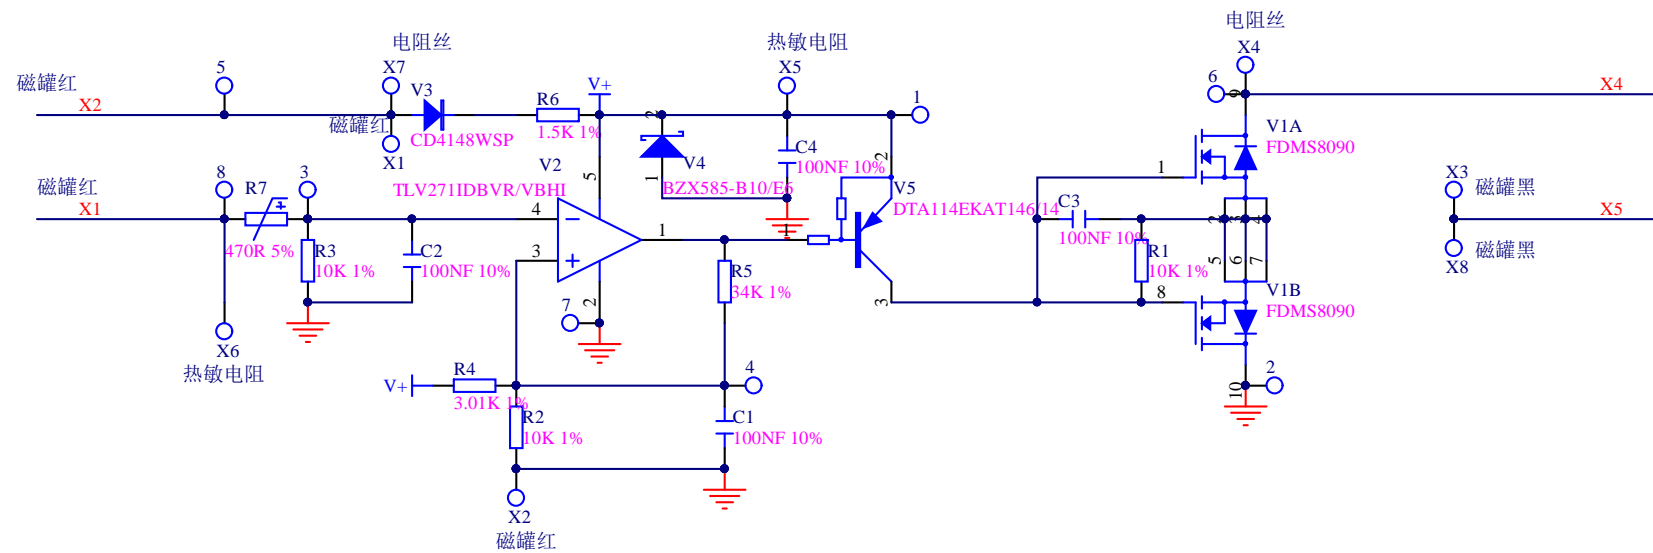 电阻丝
X4
电阻丝
热敏电阻
磁罐红
5
X7
X5
6
9
X2
V3
V+
X4
R6
2
1
磁罐红
CD4148WSP
1.5K 1%
V1A
FDMS8090
X1
V2
V4
C4
100NF 10%
2
1
磁罐红
8
R7
3
TLV271IDBVR/VBHI
5
1
BZX585-B10/E6
V5
X3
磁罐黑
X1
4
DTA114EKAT146/14
C3
2
3
4
X5
470R 5%
R3
10K 1%
C2
100NF 10%
3
1
1
100NF 10%
R1
10K 1%
5
6
7
磁罐黑
X8
R5
34K 1%
2
7
3
8
V1B
FDMS8090
X6
热敏电阻
V+
R4
3.01K 1%
4
10
2
R2
10K 1%
C1
100NF 10%
X2
磁罐红